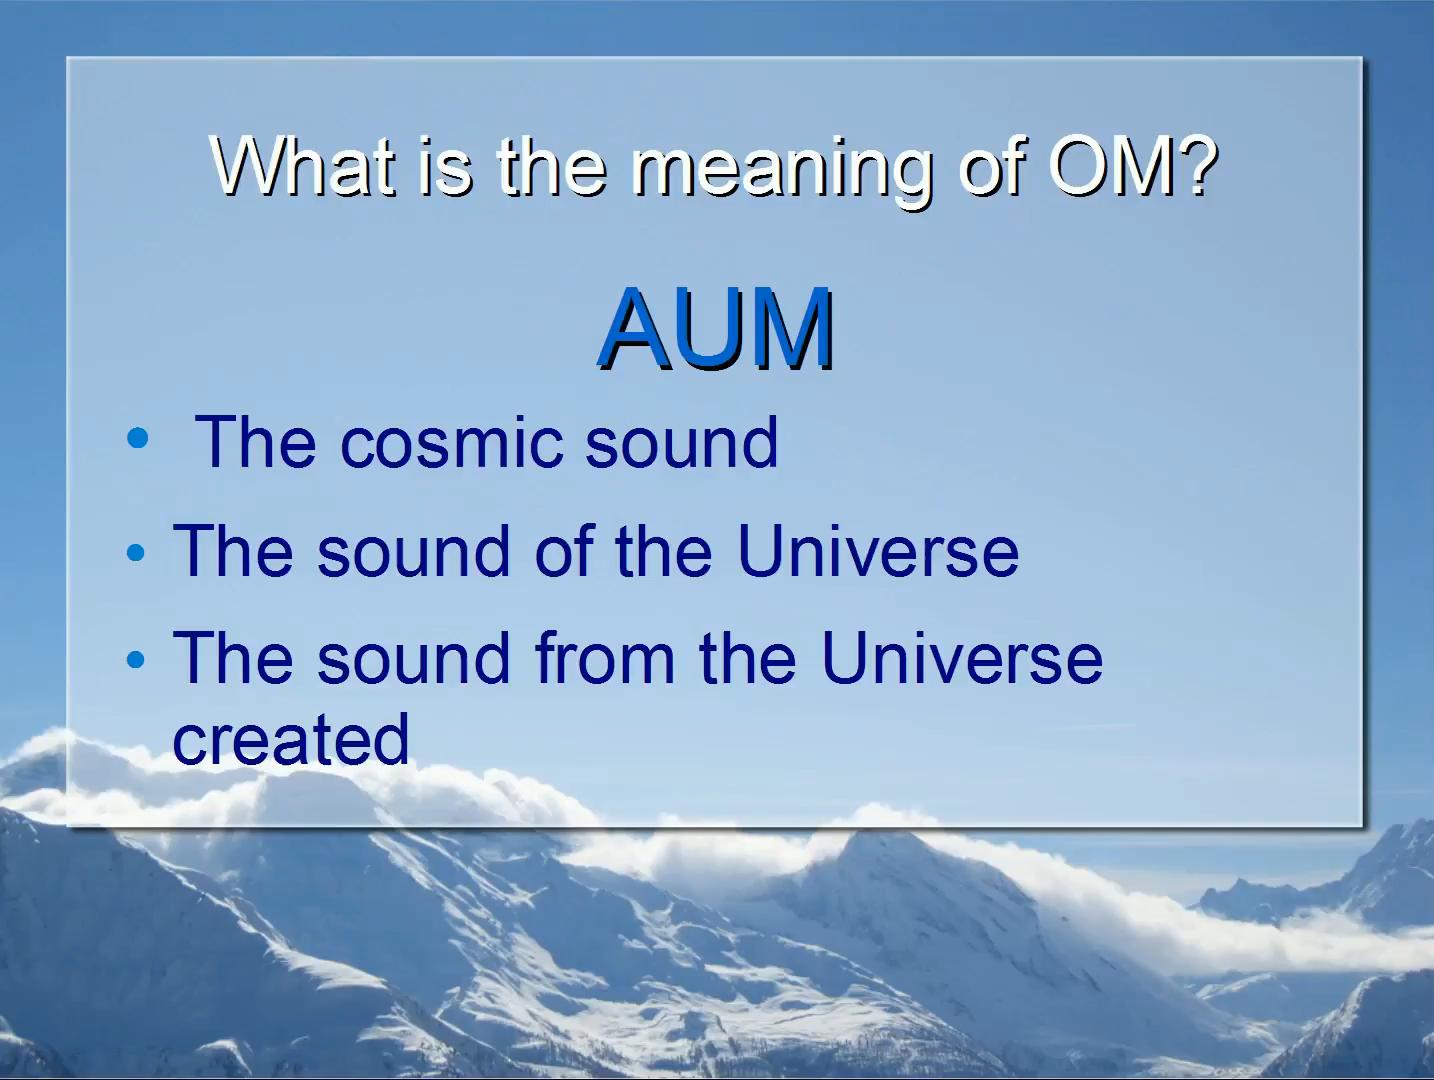 What is the meaning of OM?
AUM
• The cosmic sound
• The sound of the Universe
• The sound from the Universe
created